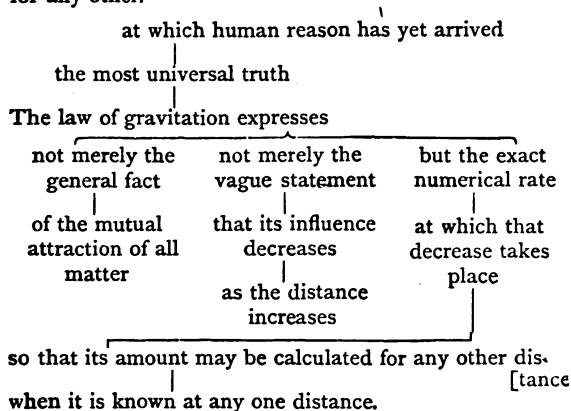 for any other.
at which human reason has yet arrived
the most universal truth
The law of gravitation expresses
not merely the
general fact
of the mutual
attraction of all
matter
not merely the
vague statement
that its influence
decreases
as the distance
increases
but the exact
numerical rate
at which that
decrease takes
place
so that its amount may be calculated for any other dis-
[tance
when it is known at any one distance.